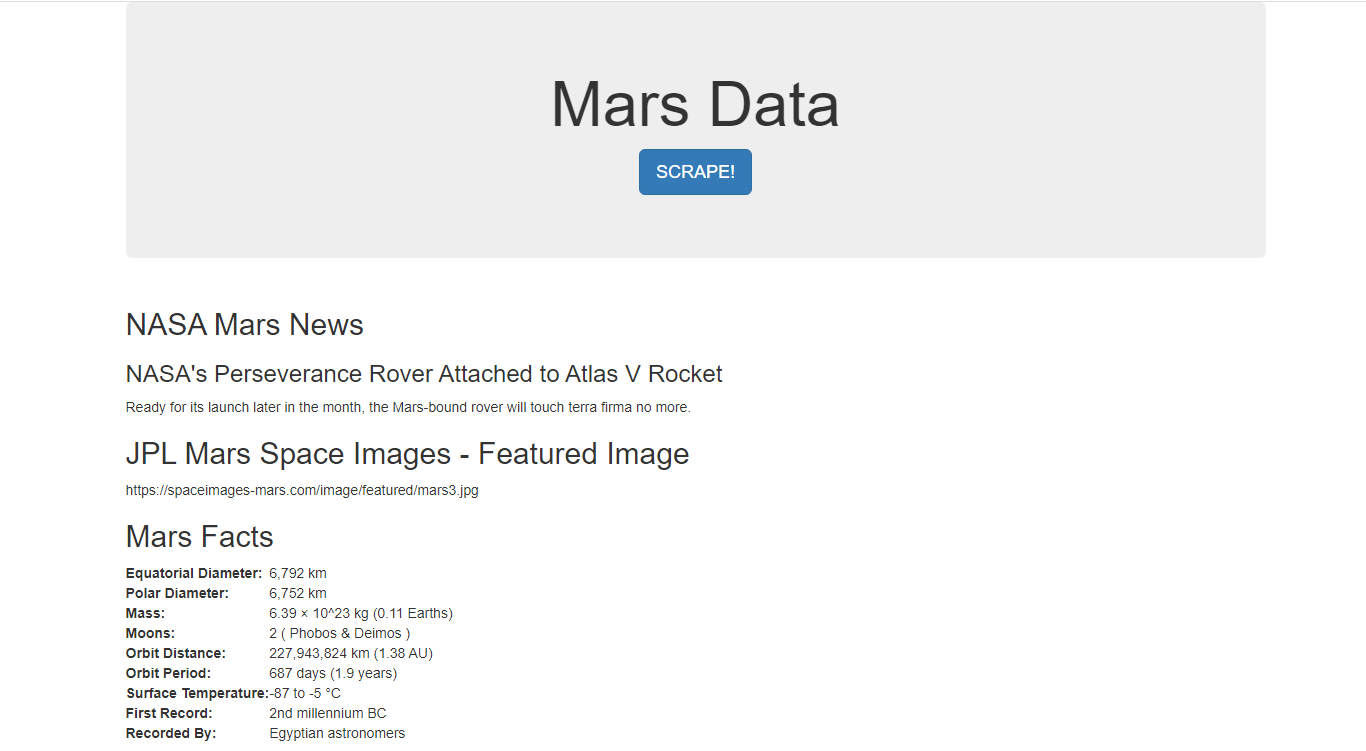 Mars Data
SCRAPE!
NASA Mars News
NASA's Perseverance Rover Attached to Atlas V Rocket
Ready for its launch later in the month, the Mars-bound rover will touch terra firma no more.
JPL Mars Space Images - Featured Image
https://spaceimages-mars.com/image/featured/mars3.jpg
Mars Facts
Equatorial Diameter: 6,792 km
Polar Diameter: 6,752 km
Mass: 6.39 × 10^23 kg (0.11 Earths)
Moons: 2 ( Phobos & Deimos )
Orbit Distance: 227,943,824 km (1.38 AU)
Orbit Period: 687 days (1.9 years)
Surface Temperature: -87 to -5 °C
First Record: 2nd millennium BC
Recorded By: Egyptian astronomers